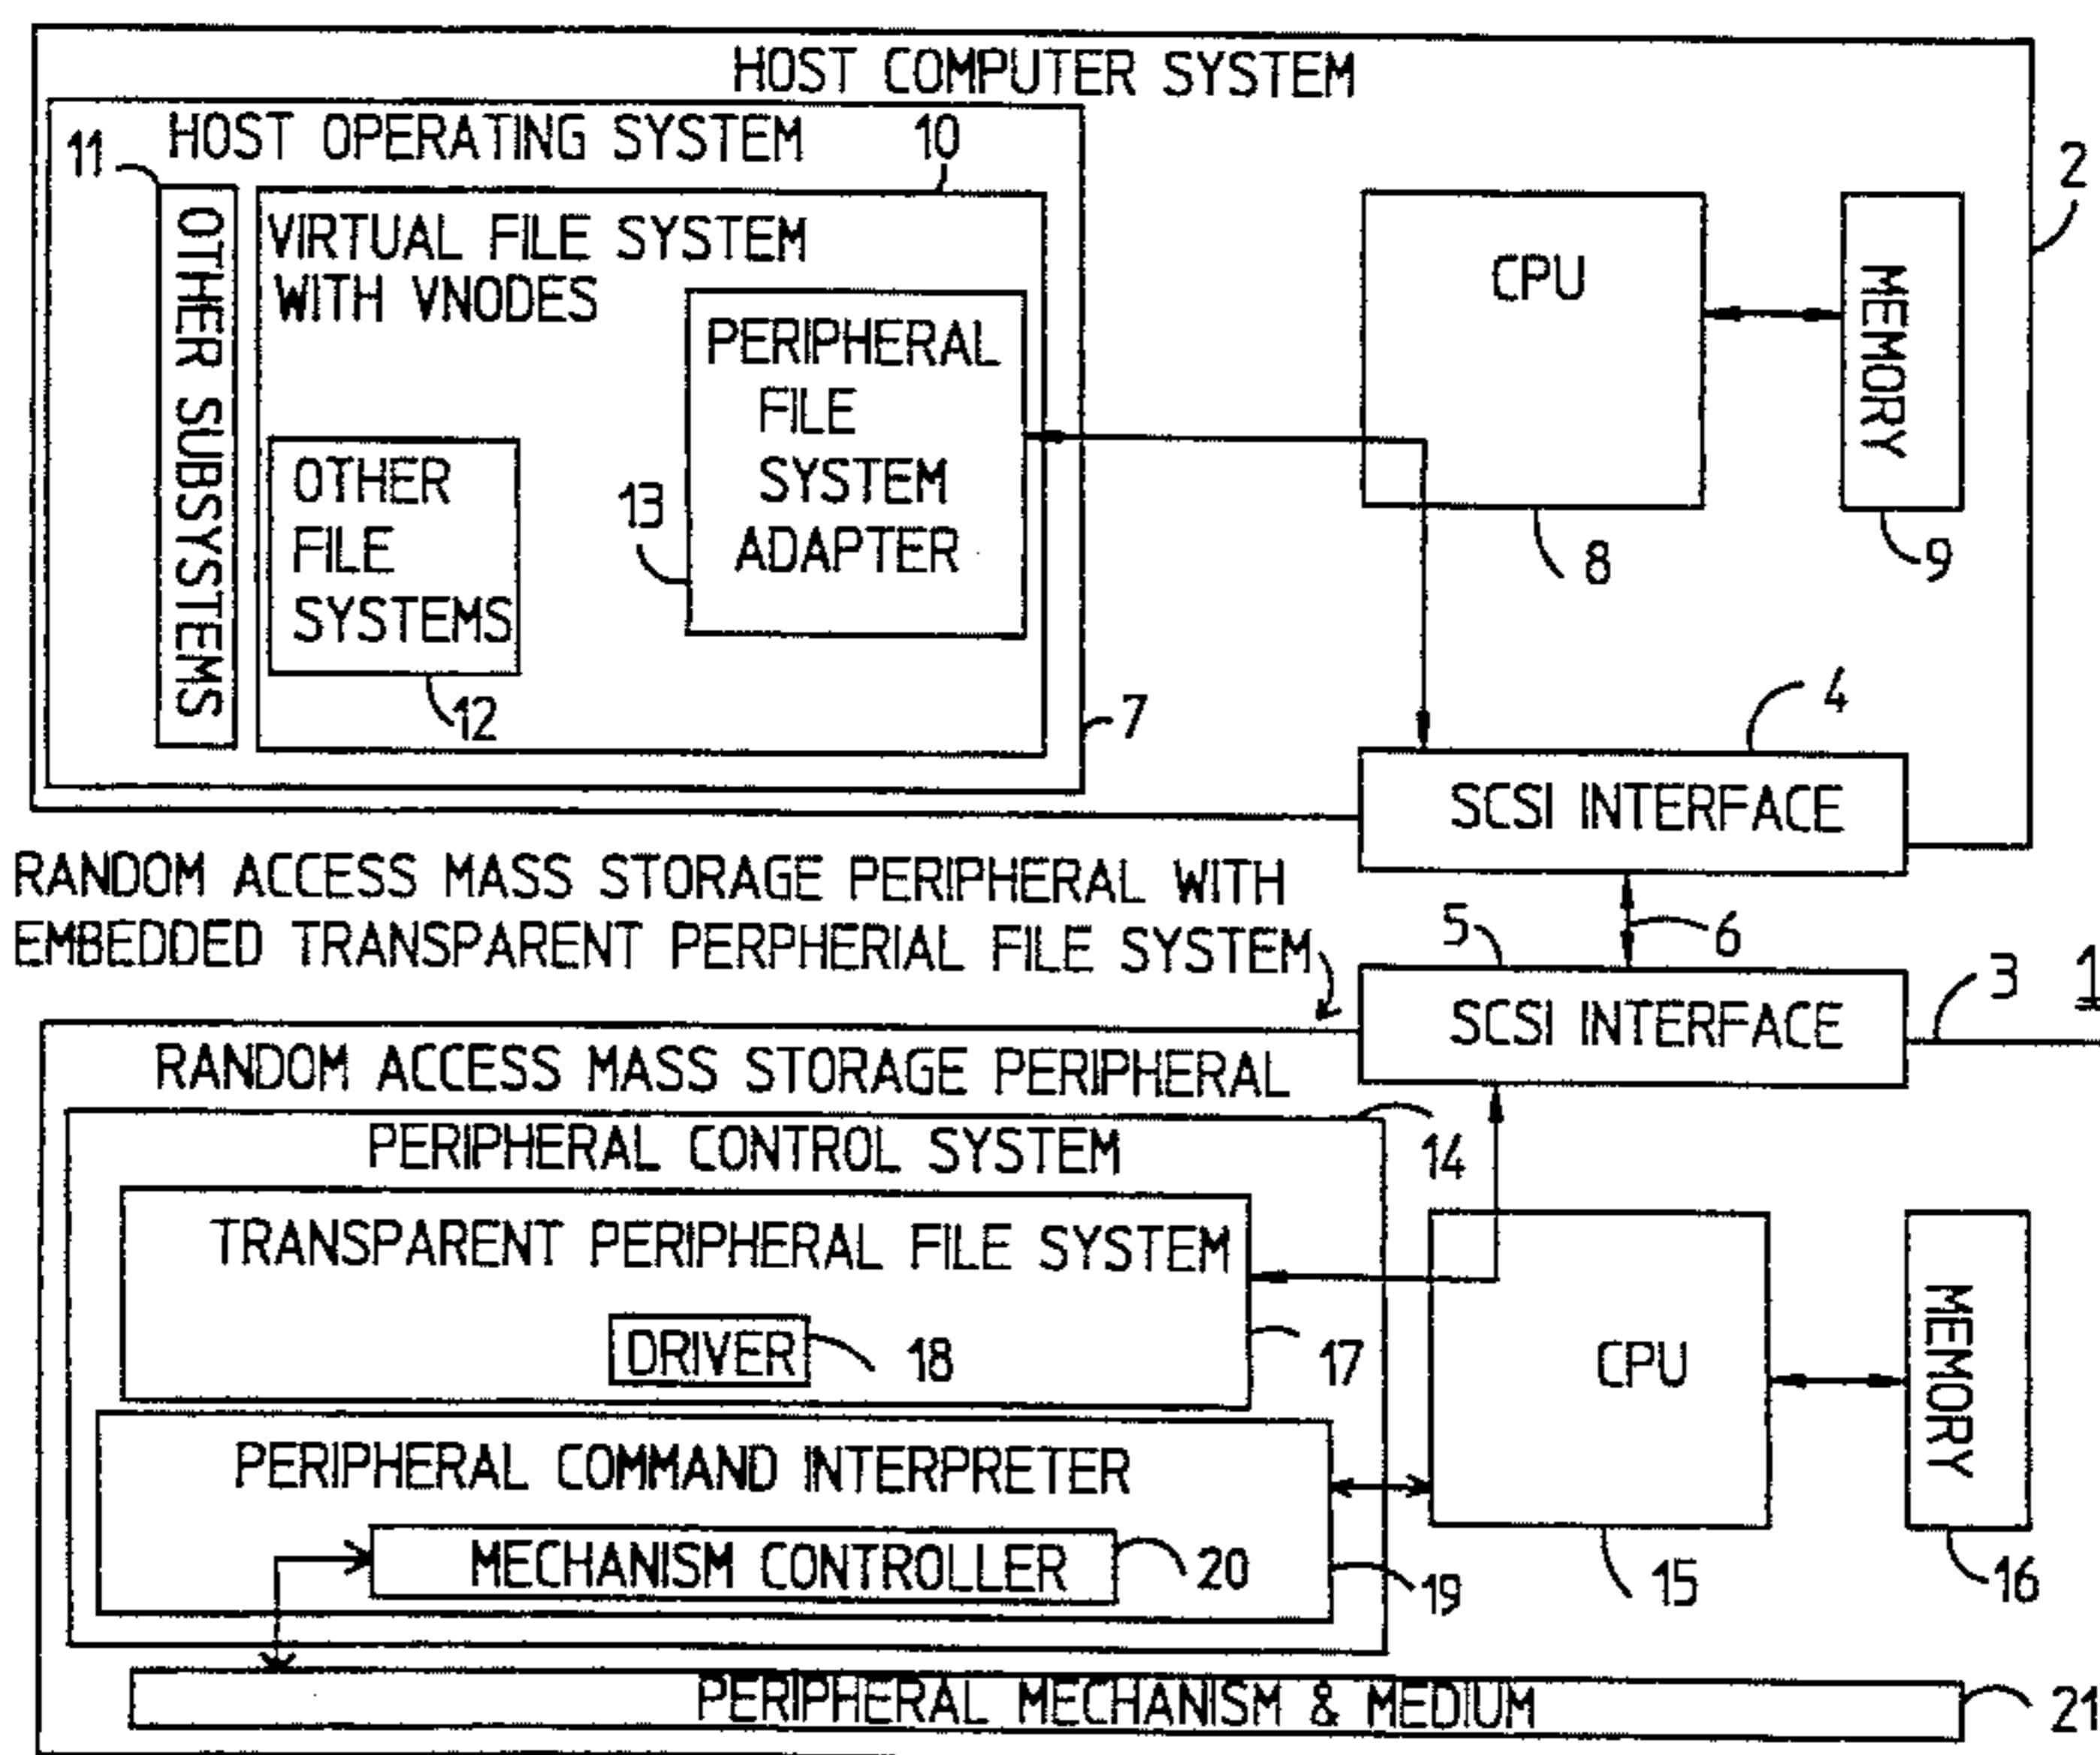 HOST COMPUTER SYSTEM
HOST OPERATING SYSTEM
10
11
2
OTHER SUBSYSTEMS
VIRTUAL FILE SYSTEM
WITH VNODES
PERIPHERAL
FILE
SYSTEM
ADAPTER
13
OTHER
FILE
SYSTEMS
12
7
CPU
8
MEMORY
9
4
SCSI INTERFACE
RANDOM ACCESS MASS STORAGE PERIPHERAL WITH
EMBEDDED TRANSPARENT PERPHERIAL FILE SYSTEM
5
6
SCSI INTERFACE
3
1
RANDOM ACCESS MASS STORAGE PERIPHERAL
14
PERIPHERAL CONTROL SYSTEM
TRANSPARENT PERIPHERAL FILE SYSTEM
DRIVER
18
17
CPU
15
MEMORY
16
PERIPHERAL COMMAND INTERPRETER
MECHANISM CONTROLLER
20
19
PERIPHERAL MECHANISM & MEDIUM
21